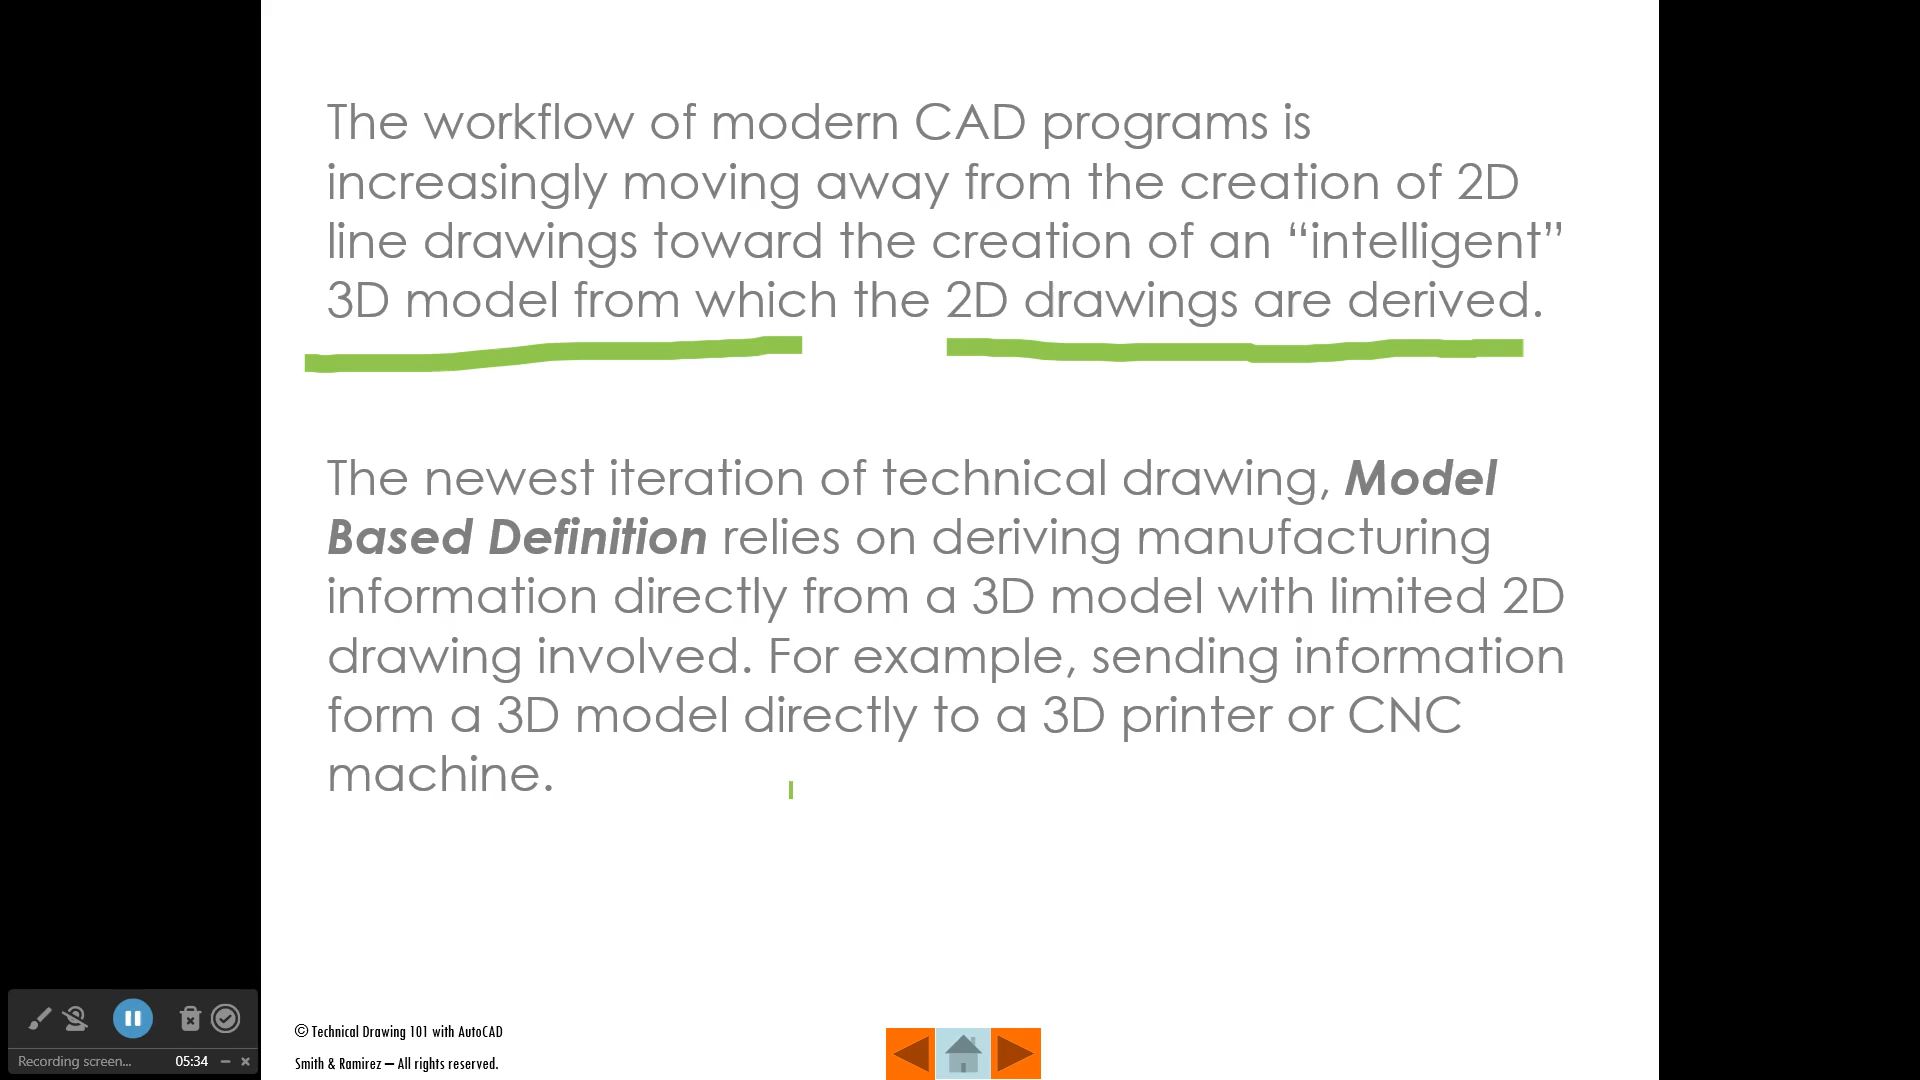 The workflow of modern CAD programs is
increasingly moving away from the creation of 2D
line drawings toward the creation of an “intelligent”
3D model from which the 2D drawings are derived.
The newest iteration of technical drawing, Model
Based Definition relies on deriving manufacturing
information directly from a 3D model with limited 2D
drawing involved. For example, sending information
form a 3D model directly to a 3D printer or CNC
machine.
© Technical Drawing 101 with AutoCAD
Smith & Ramirez – All rights reserved.
Recording screen... 05:34